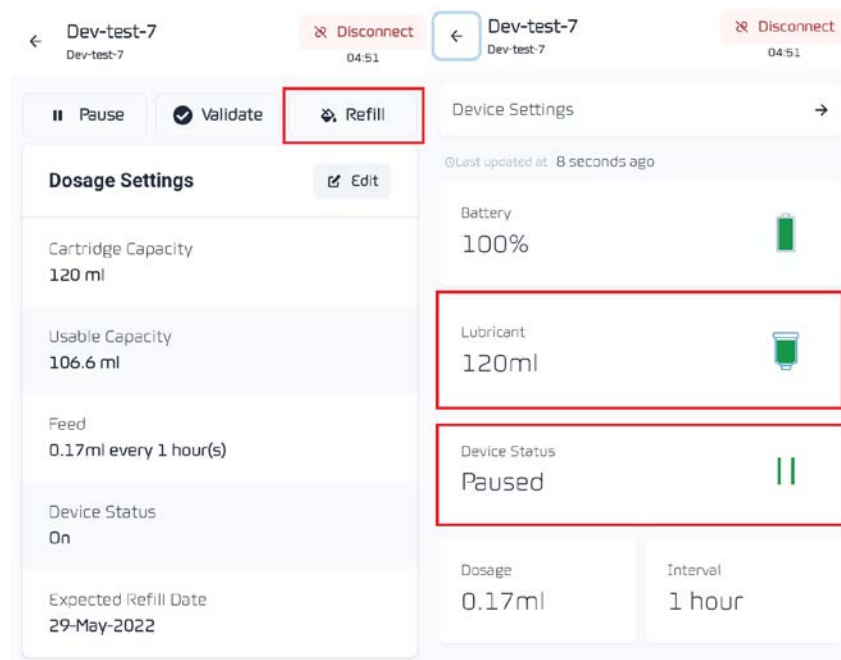 Dev-test-7
Dev-test-7
Disconnect
04:51
Pause
Validate
Refill
Dosage Settings
Edit
Cartridge Capacity
120 ml
Usable Capacity
106.6 ml
Feed
0.17ml every 1 hour(s)
Device Status
On
Expected Refill Date
29-May-2022
Dev-test-7
Dev-test-7
Disconnect
04:51
Device Settings
Last updated at 8 seconds ago
Battery
100%
Lubricant
120ml
Device Status
Paused
Dosage
0.17ml
Interval
1 hour